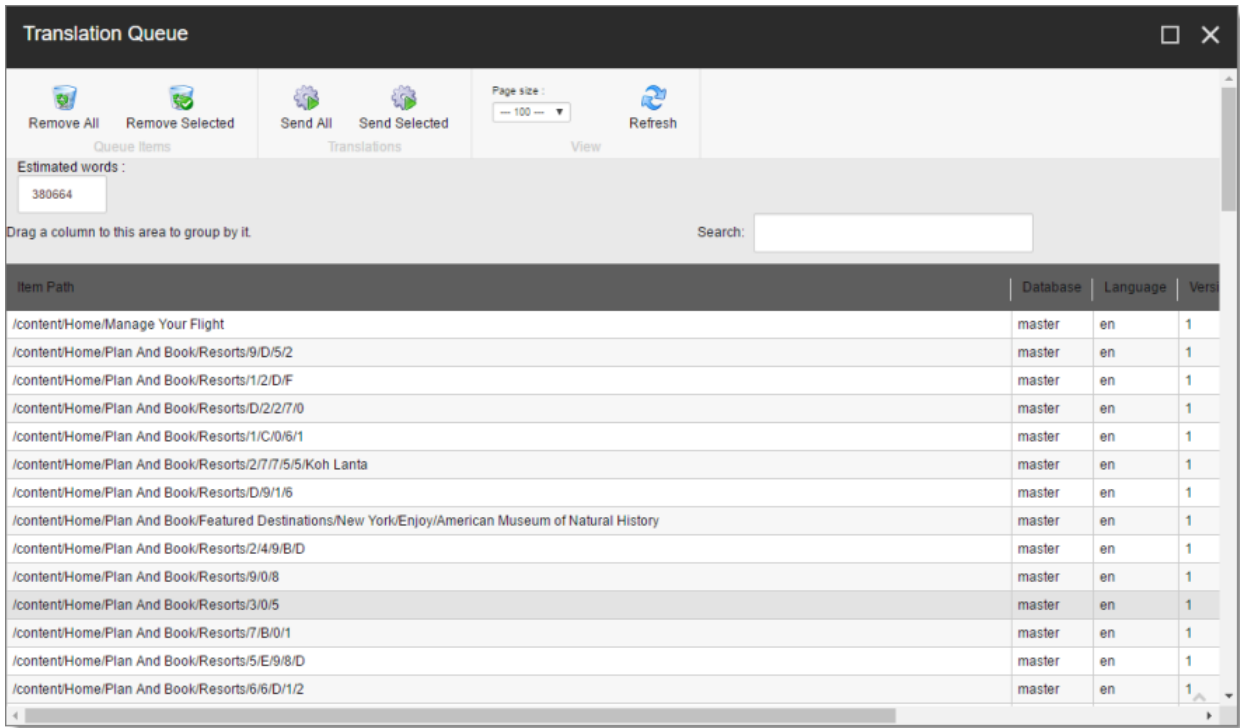 Translation Queue
Remove All Remove Selected Send All Send Selected Page size : --- 100 --- Refresh
Queue Items Translations View
Estimated words :
380664
Drag a column to this area to group by it. Search:
Item Path Database Language Versi
/content/Home/Manage Your Flight master en 1
/content/Home/Plan And Book/Resorts/9/D/5/2 master en 1
/content/Home/Plan And Book/Resorts/1/2/D/F master en 1
/content/Home/Plan And Book/Resorts/D/2/2/7/0 master en 1
/content/Home/Plan And Book/Resorts/1/C/0/6/1 master en 1
/content/Home/Plan And Book/Resorts/2/7/7/5/5/Koh Lanta master en 1
/content/Home/Plan And Book/Resorts/D/9/1/6 master en 1
/content/Home/Plan And Book/Featured Destinations/New York/Enjoy/American Museum of Natural History master en 1
/content/Home/Plan And Book/Resorts/2/4/9/B/D master en 1
/content/Home/Plan And Book/Resorts/9/0/8 master en 1
/content/Home/Plan And Book/Resorts/3/0/5 master en 1
/content/Home/Plan And Book/Resorts/7/B/0/1 master en 1
/content/Home/Plan And Book/Resorts/5/E/9/8/D master en 1
/content/Home/Plan And Book/Resorts/6/6/D/1/2 master en 1